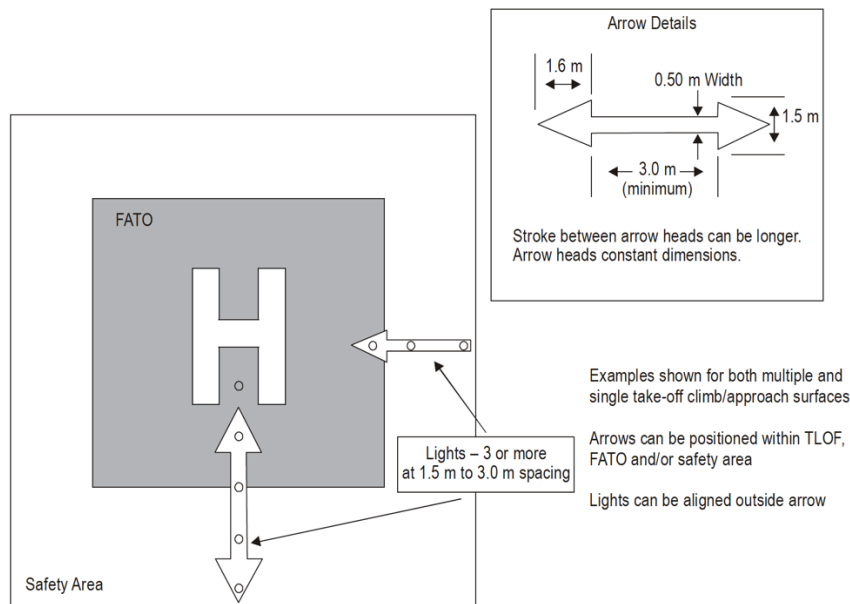 Arrow Details
1.6 m
0.50 m Width
1.5 m
3.0 m
(minimum)
Stroke between arrow heads can be longer.
Arrow heads constant dimensions.
FATO
H
Examples shown for both multiple and
single take-off climb/approach surfaces
Arrows can be positioned within TLOF,
FATO and/or safety area
Lights can be aligned outside arrow
Lights – 3 or more
at 1.5 m to 3.0 m spacing
Safety Area